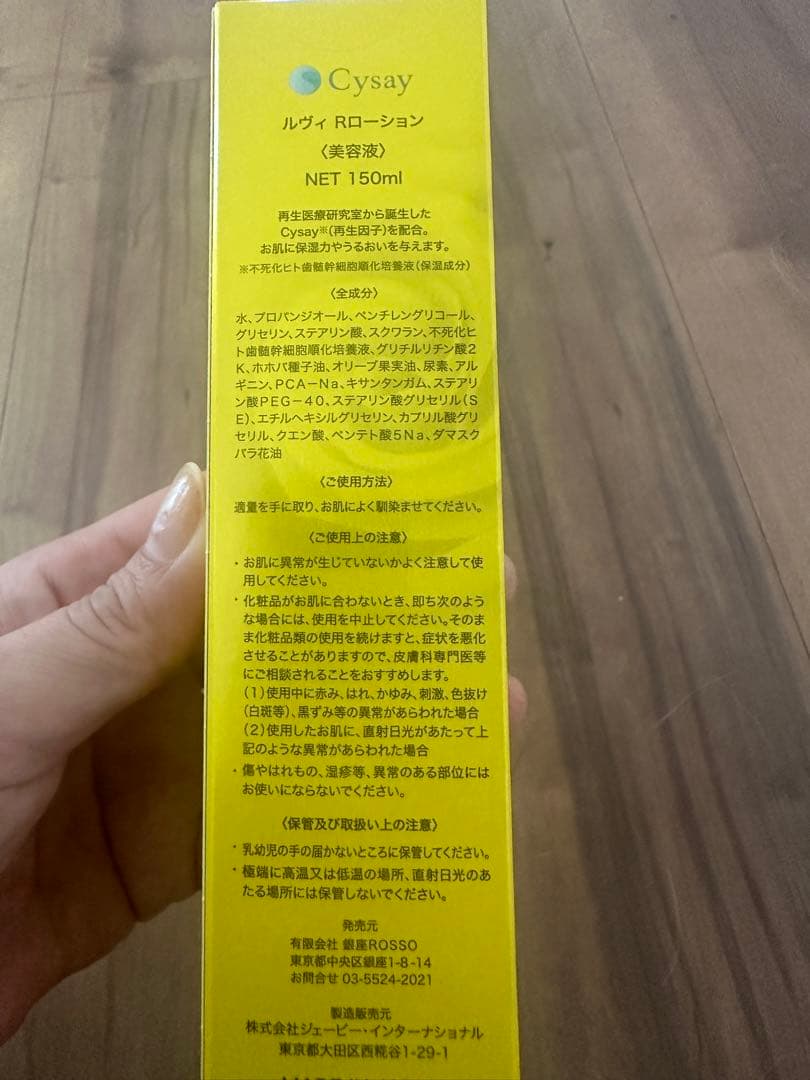 Cysay
ルヴィ Rローション
〈美容液〉
NET 150ml
再生医療研究室から誕生した
Cysay※(再生因子)を配合。
お肌に保湿力やうるおいを与えます。
※不死化ヒト歯髄幹細胞順化培養液(保湿成分)
〈全成分〉
水、プロパンジオール、ペンチレングリコール、
グリセリン、ステアリン酸、スクワラン、不死化ヒ
ト歯髄幹細胞順化培養液、グリチルリチン酸2
K、ホホバ種子油、オリーブ果実油、尿素、アル
ギニン、PCA-Na、キサンタンガム、ステアリ
ン酸PEG-40、ステアリン酸グリセリル(S
E)、エチルヘキシルグリセリン、カプリル酸グリ
セリル、クエン酸、ペンテト酸5Na、ダマスク
バラ花油
〈ご使用方法〉
適量を手に取り、お肌によく馴染ませてください。
〈ご使用上の注意〉
・お肌に異常が生じていないかよく注意して使
用してください。
・化粧品がお肌に合わないとき、即ち次のよう
な場合には、使用を中止してください。そのま
ま化粧品類の使用を続けますと、症状を悪化
させることがありますので、皮膚科専門医等
にご相談されることをおすすめします。
(1)使用中に赤み、はれ、かゆみ、刺激、色抜け
(白斑等)、黒ずみ等の異常があらわれた場合
(2)使用したお肌に、直射日光があたって上
記のような異常があらわれた場合
・傷やはれもの、湿疹等、異常のある部位には
お使いにならないでください。
〈保管及び取扱い上の注意〉
・乳幼児の手の届かないところに保管してください。
・極端に高温又は低温の場所、直射日光のあ
たる場所には保管しないでください。
発売元
有限会社 銀座ROSSO
東京都中央区銀座1-8-14
お問合せ 03-5524-2021
製造販売元
株式会社ジェーピー・インターナショナル
東京都大田区西糀谷1-29-1